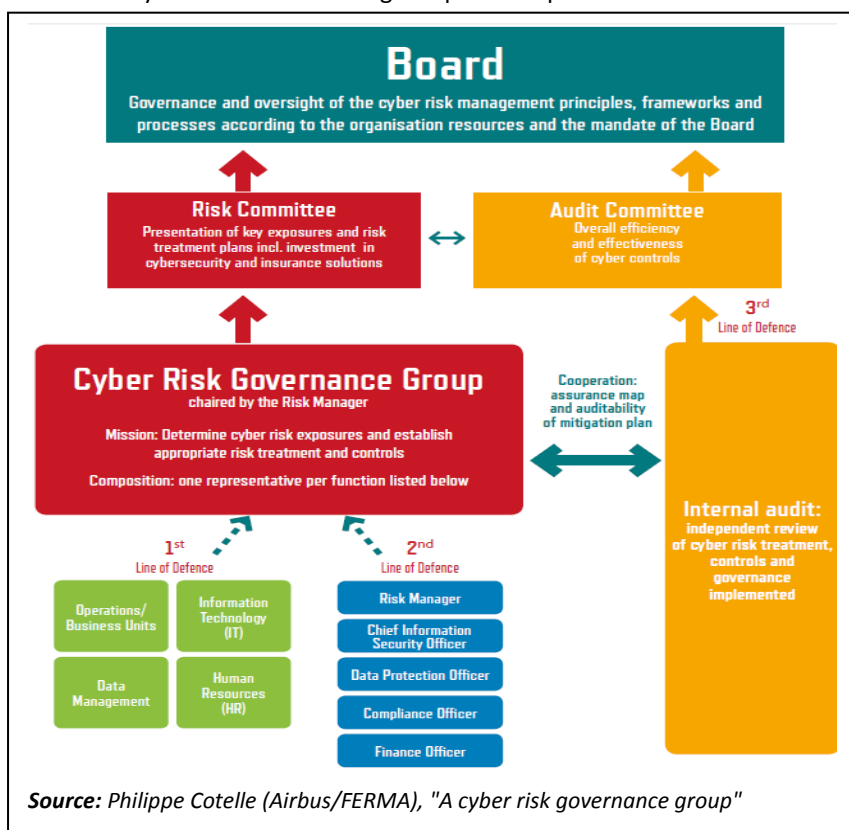 Board
Governance and oversight of the cyber risk management principles, frameworks and
processes according to the organisation resources and the mandate of the Board
Risk Committee
Presentation of key exposures and risk
treatment plans incl. investment in
cybersecurity and insurance solutions
Audit Committee
Overall efficiency
and effectiveness
of cyber controls
3rd
Line of Defence
Cyber Risk Governance Group
chaired by the Risk Manager
Mission: Determine cyber risk exposures and establish
appropriate risk treatment and controls
Composition: one representative per function listed below
Cooperation:
assurance map
and auditability
of mitigation plan
Internal audit:
independent review
of cyber risk treatment,
controls and
governance
implemented
1st
Line of Defence
Operations/
Business Units
Information
Technology
(IT)
Data
Management
Human
Resources
(HR)
2nd
Line of Defence
Risk Manager
Chief Information
Security Officer
Data Protection Officer
Compliance Officer
Finance Officer
Source: Philippe Cotelle (Airbus/FERMA), "A cyber risk governance group"